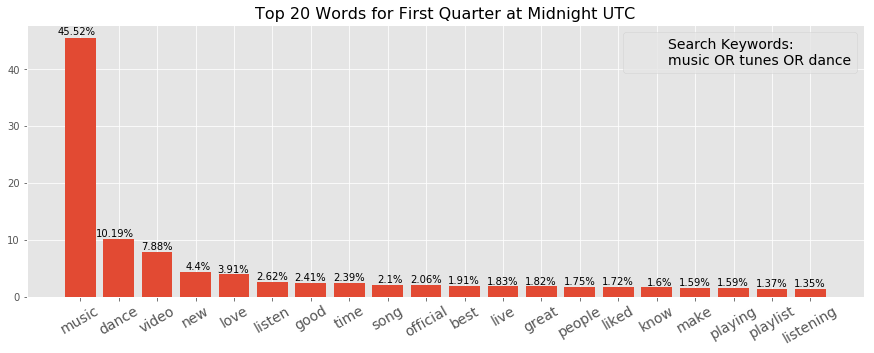 Top 20 Words for First Quarter at Midnight UTC
Search Keywords:
music OR tunes OR dance
45.52%
10.19%
7.88%
4.4%
3.91%
2.62%
2.41%
2.39%
2.1%
2.06%
1.91%
1.83%
1.82%
1.75%
1.72%
1.6%
1.59%
1.59%
1.37%
1.35%
40
30
20
10
0
music
dance
video
new
love
listen
good
time
song
official
best
live
great
people
liked
know
make
playing
playlist
listening